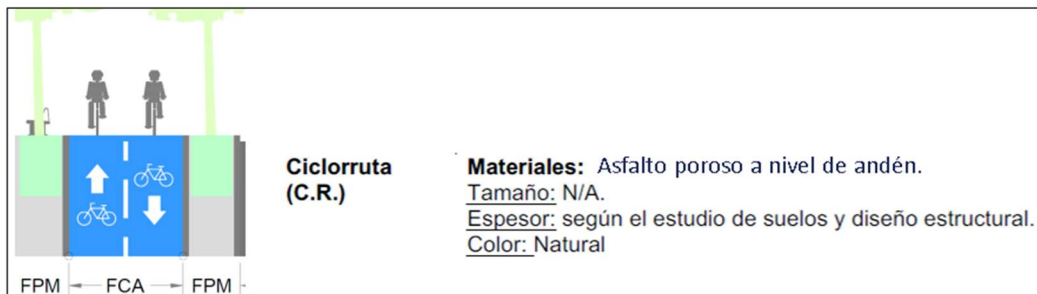 Ciclorruta
(C.R.)
Materiales: Asfalto poroso a nivel de andén.
Tamaño: N/A.
Espesor: según el estudio de suelos y diseño estructural.
Color: Natural
FPM FCA FPM